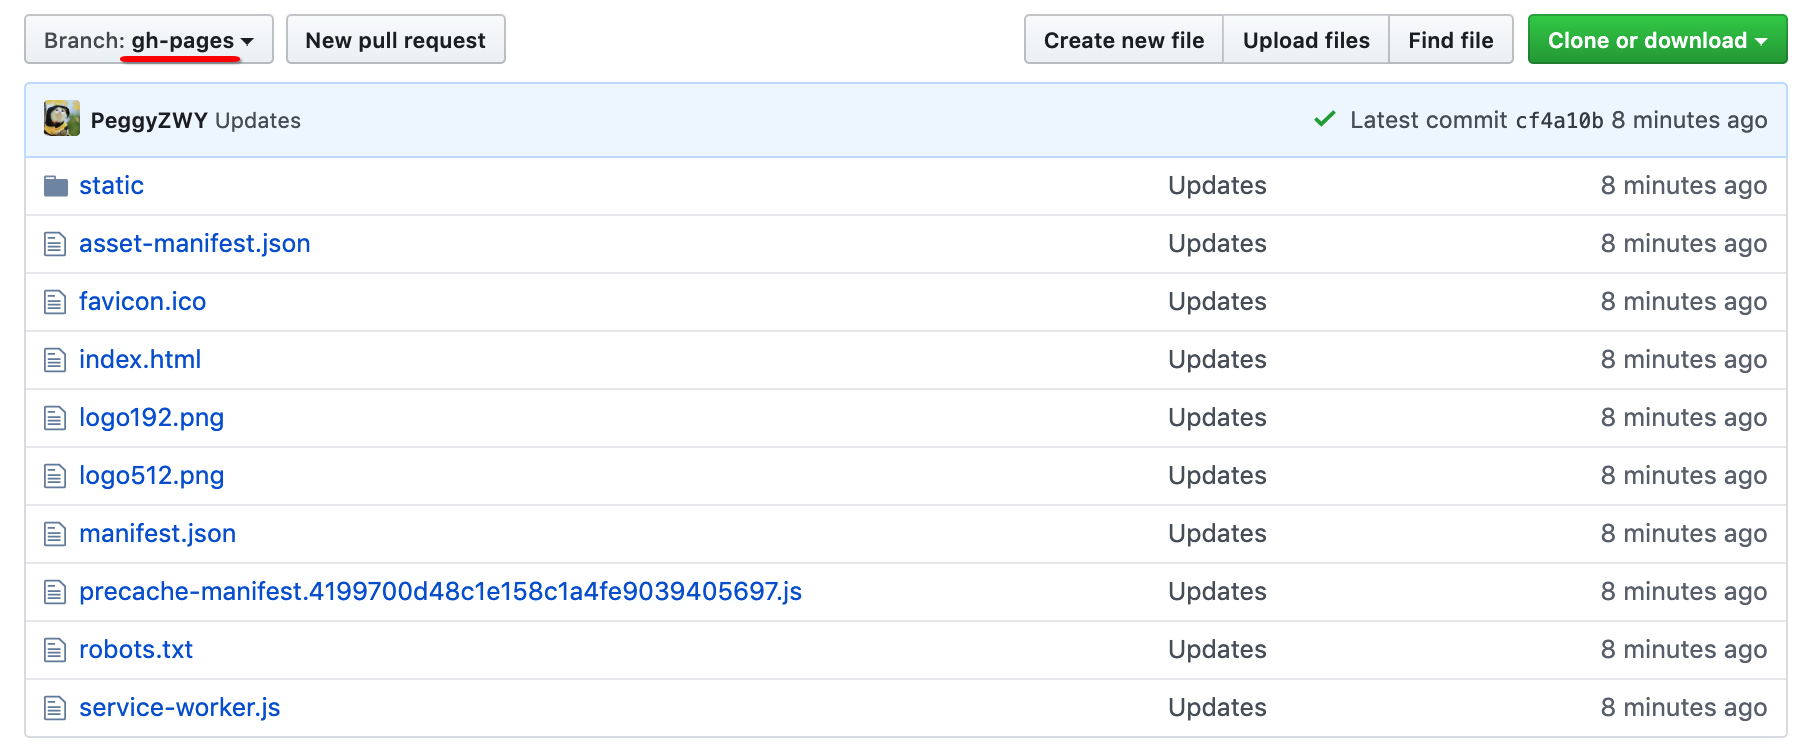 Branch: gh-pages New pull request Create new file Upload files Find file Clone or download
PeggyZWY Updates Latest commit cf4a10b 8 minutes ago
static Updates 8 minutes ago
asset-manifest.json Updates 8 minutes ago
favicon.ico Updates 8 minutes ago
index.html Updates 8 minutes ago
logo192.png Updates 8 minutes ago
logo512.png Updates 8 minutes ago
manifest.json Updates 8 minutes ago
precache-manifest.4199700d48c1e158c1a4fe9039405697.js Updates 8 minutes ago
robots.txt Updates 8 minutes ago
service-worker.js Updates 8 minutes ago